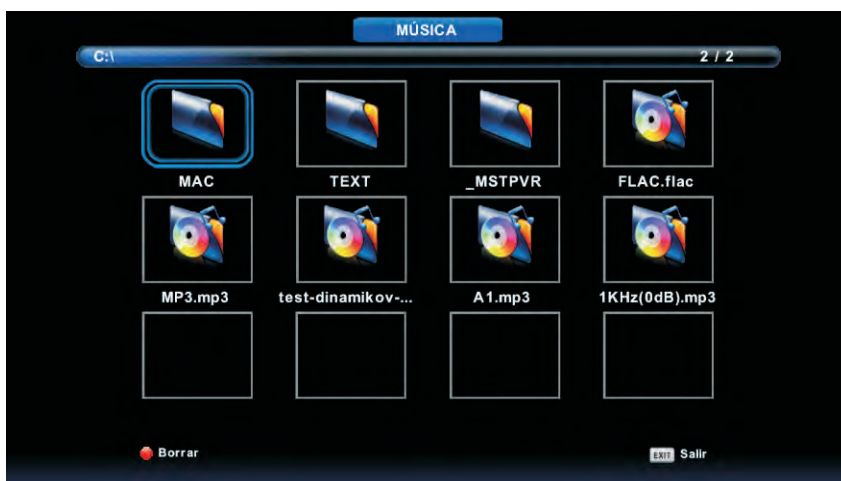 MÚSICA
C:\ 2 / 2
MAC TEXT _MSTPVR FLAC.flac
MP3.mp3 test-dinamikov-... A1.mp3 1KHz(0dB).mp3
Borrar EXIT Salir